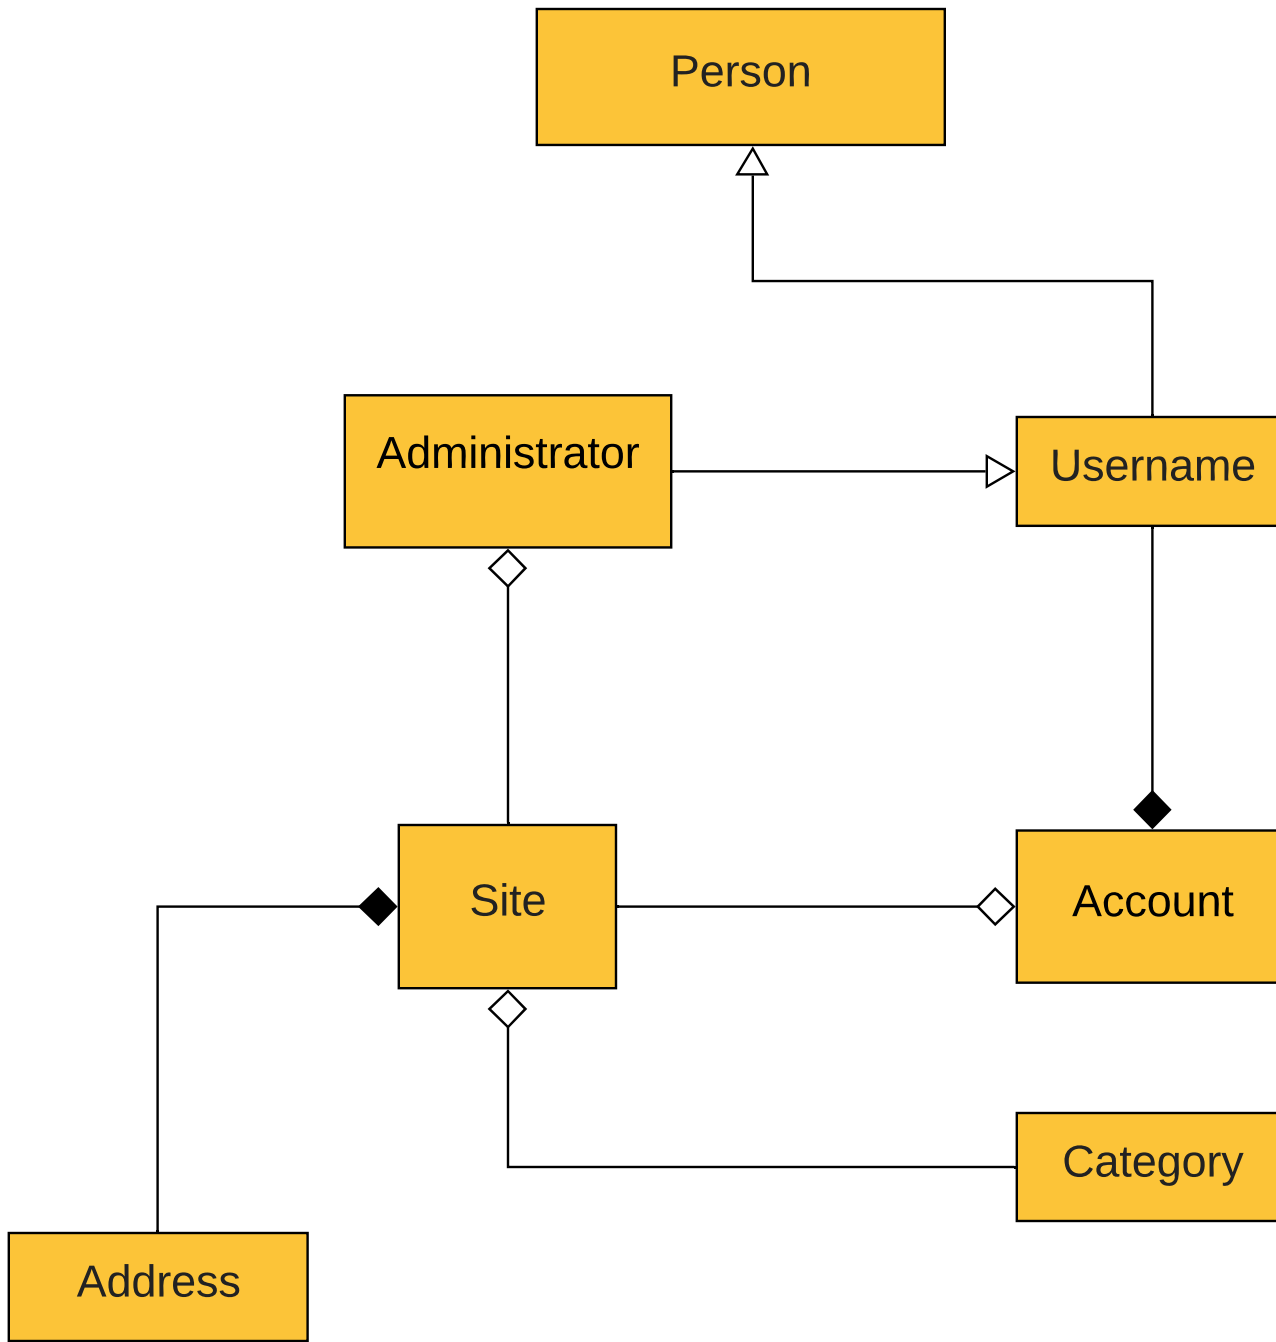 Person
Administrator
Username
Site
Account
Category
Address